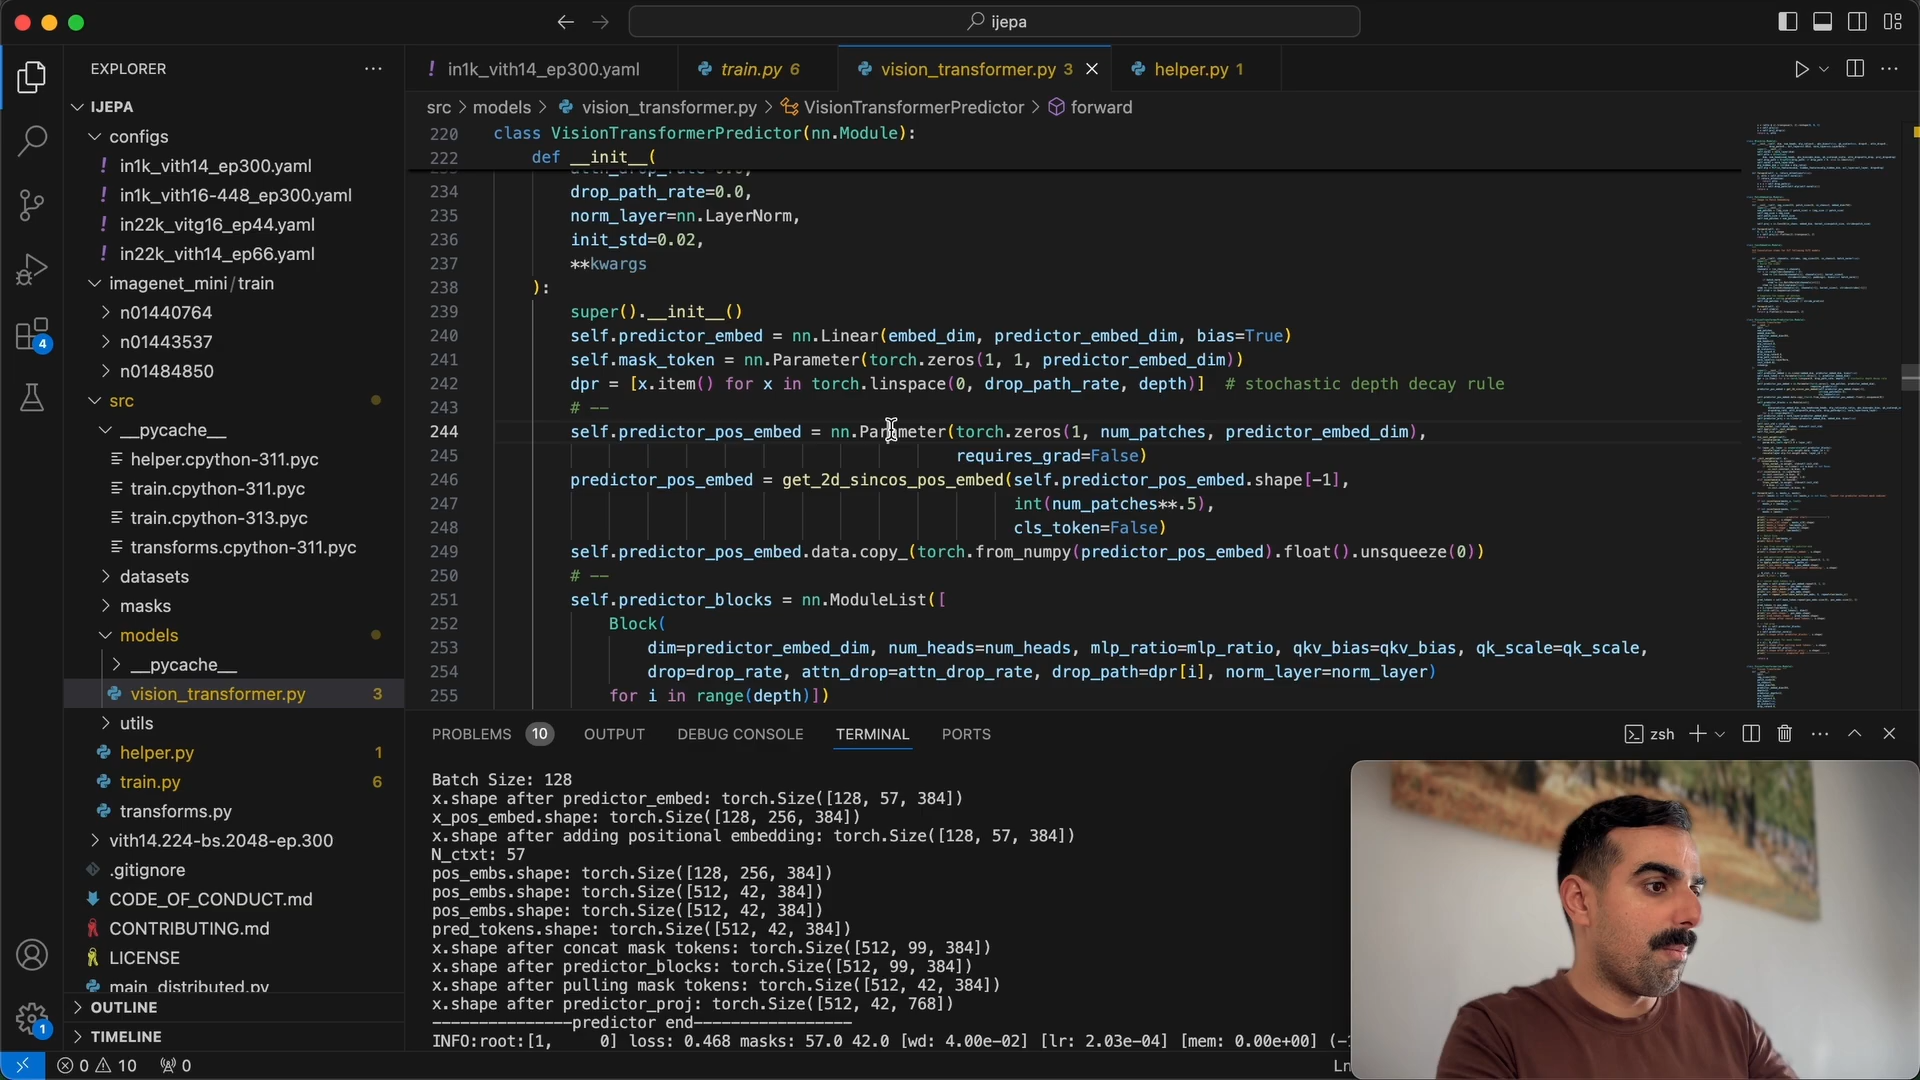 ijepa
EXPLORER
IJEPA
configs
! in1k_vith14_ep300.yaml
! in1k_vith16-448_ep300.yaml
! in22k_vitg16_ep44.yaml
! in22k_vith14_ep66.yaml
imagenet_mini / train
n01440764
n01443537
n01484850
src
__pycache__
helper.cpython-311.pyc
train.cpython-311.pyc
train.cpython-313.pyc
transforms.cpython-311.pyc
datasets
masks
models
__pycache__
vision_transformer.py 3
utils
helper.py 1
train.py 6
transforms.py
vith14.224-bs.2048-ep.300
.gitignore
CODE_OF_CONDUCT.md
CONTRIBUTING.md
LICENSE
main_distributed.py
OUTLINE
TIMELINE
4
1
! in1k_vith14_ep300.yaml
train.py 6
vision_transformer.py 3
helper.py 1
src > models > vision_transformer.py > VisionTransformerPredictor > forward
220 class VisionTransformerPredictor(nn.Module):
222 def __init__(
234 drop_path_rate=0.0,
235 norm_layer=nn.LayerNorm,
236 init_std=0.02,
237 **kwargs
238 ):
239 super().__init__()
240 self.predictor_embed = nn.Linear(embed_dim, predictor_embed_dim, bias=True)
241 self.mask_token = nn.Parameter(torch.zeros(1, 1, predictor_embed_dim))
242 dpr = [x.item() for x in torch.linspace(0, drop_path_rate, depth)]  # stochastic depth decay rule
243 # --
244 self.predictor_pos_embed = nn.Parameter(torch.zeros(1, num_patches, predictor_embed_dim),
245 requires_grad=False)
246 predictor_pos_embed = get_2d_sincos_pos_embed(self.predictor_pos_embed.shape[-1],
247 int(num_patches**.5),
248 cls_token=False)
249 self.predictor_pos_embed.data.copy_(torch.from_numpy(predictor_pos_embed).float().unsqueeze(0))
250 # --
251 self.predictor_blocks = nn.ModuleList([
252 Block(
253 dim=predictor_embed_dim, num_heads=num_heads, mlp_ratio=mlp_ratio, qkv_bias=qkv_bias, qk_scale=qk_scale,
254 drop=drop_rate, attn_drop=attn_drop_rate, drop_path=dpr[i], norm_layer=norm_layer)
255 for i in range(depth)])
PROBLEMS 10 OUTPUT DEBUG CONSOLE TERMINAL PORTS
zsh
Batch Size: 128
x.shape after predictor_embed: torch.Size([128, 57, 384])
x_pos_embed.shape: torch.Size([128, 256, 384])
x.shape after adding positional embedding: torch.Size([128, 57, 384])
N_ctxt: 57
pos_embs.shape: torch.Size([128, 256, 384])
pos_embs.shape: torch.Size([512, 42, 384])
pos_embs.shape: torch.Size([512, 42, 384])
pred_tokens.shape: torch.Size([512, 42, 384])
x.shape after concat mask tokens: torch.Size([512, 99, 384])
x.shape after predictor_blocks: torch.Size([512, 99, 384])
x.shape after pulling mask tokens: torch.Size([512, 42, 384])
x.shape after predictor_proj: torch.Size([512, 42, 768])
---------------predictor end-----------------
INFO:root:[1,     0] loss: 0.468 masks: 57.0 42.0 [wd: 4.00e-02] [lr: 2.03e-04] [mem: 0.00e+00] (
0 10 0
Ln